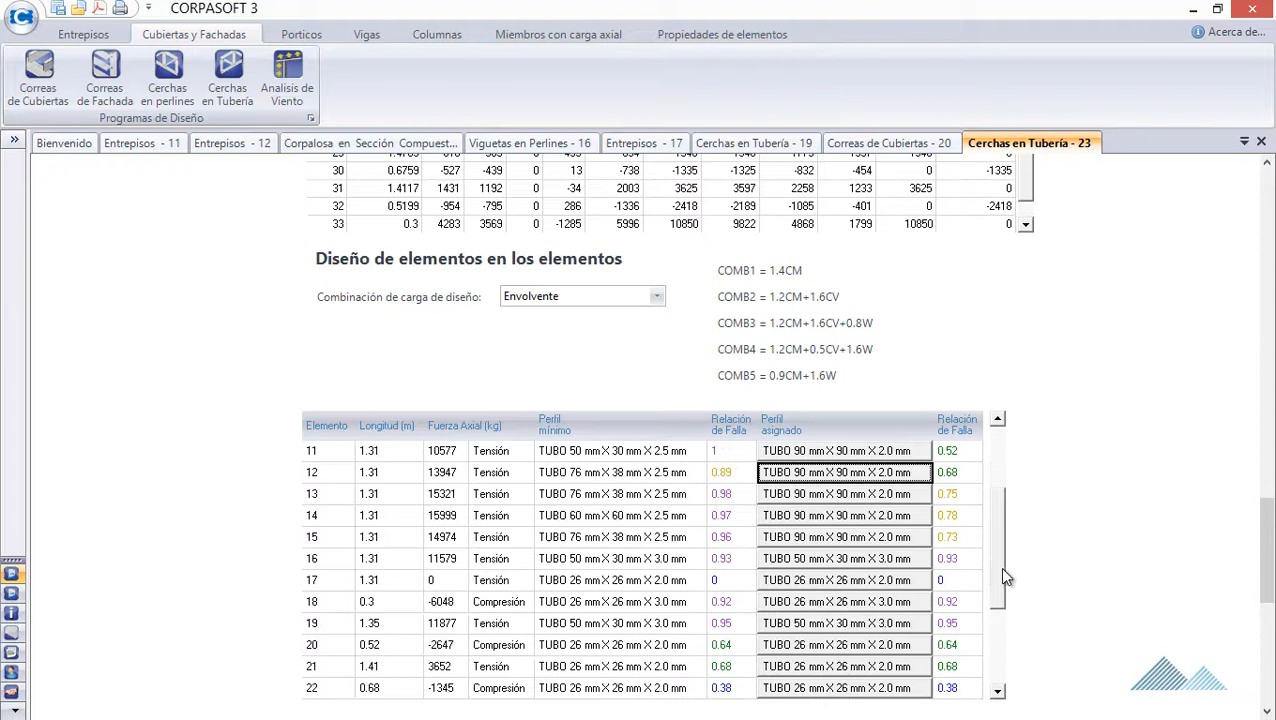 CORPASOFT 3
Entrepisos Cubiertas y Fachadas Porticos Vigas Columnas Miembros con carga axial Propiedades de elementos Acerca de...
Correas de Cubiertas
Correas de Fachada
Cerchas en perlines
Cerchas en Tubería
Analisis de Viento
Programas de Diseño
Bienvenido Entrepisos - 11 Entrepisos - 12 Corpalosa en Sección Compuest... Viguetas en Perlines - 16 Entrepisos - 17 Cerchas en Tubería - 19 Correas de Cubiertas - 20 Cerchas en Tubería - 23
30 0.6759 -527 -439 0 13 -738 -1335 -1325 -832 -454 0 -1335
31 1.4117 1431 1192 0 -34 2003 3625 3597 2258 1233 3625 0
32 0.5199 -954 -795 0 286 -1336 -2418 -2189 -1085 -401 0 -2418
33 0.3 4283 3569 0 -1285 5996 10850 9822 4868 1799 10850 0
Diseño de elementos en los elementos
Combinación de carga de diseño: Envolvente
COMB1 = 1.4CM
COMB2 = 1.2CM+1.6CV
COMB3 = 1.2CM+1.6CV+0.8W
COMB4 = 1.2CM+0.5CV+1.6W
COMB5 = 0.9CM+1.6W
Elemento Longitud (m) Fuerza Axial (kg) Perfil mínimo Relación de Falla Perfil asignado Relación de Falla
11 1.31 10577 Tensión TUBO 50 mm X 30 mm X 2.5 mm 1 TUBO 90 mm X 90 mm X 2.0 mm 0.52
12 1.31 13947 Tensión TUBO 76 mm X 38 mm X 2.5 mm 0.89 TUBO 90 mm X 90 mm X 2.0 mm 0.68
13 1.31 15321 Tensión TUBO 76 mm X 38 mm X 2.5 mm 0.98 TUBO 90 mm X 90 mm X 2.0 mm 0.75
14 1.31 15999 Tensión TUBO 60 mm X 60 mm X 2.5 mm 0.97 TUBO 90 mm X 90 mm X 2.0 mm 0.78
15 1.31 14974 Tensión TUBO 76 mm X 38 mm X 2.5 mm 0.96 TUBO 90 mm X 90 mm X 2.0 mm 0.73
16 1.31 11579 Tensión TUBO 50 mm X 30 mm X 3.0 mm 0.93 TUBO 50 mm X 30 mm X 3.0 mm 0.93
17 1.31 0 Tensión TUBO 26 mm X 26 mm X 2.0 mm 0 TUBO 26 mm X 26 mm X 2.0 mm 0
18 0.3 -6048 Compresión TUBO 26 mm X 26 mm X 3.0 mm 0.92 TUBO 26 mm X 26 mm X 3.0 mm 0.92
19 1.35 11877 Tensión TUBO 50 mm X 30 mm X 3.0 mm 0.95 TUBO 50 mm X 30 mm X 3.0 mm 0.95
20 0.52 -2647 Compresión TUBO 26 mm X 26 mm X 2.0 mm 0.64 TUBO 26 mm X 26 mm X 2.0 mm 0.64
21 1.41 3652 Tensión TUBO 26 mm X 26 mm X 2.0 mm 0.68 TUBO 26 mm X 26 mm X 2.0 mm 0.68
22 0.68 -1345 Compresión TUBO 26 mm X 26 mm X 2.0 mm 0.38 TUBO 26 mm X 26 mm X 2.0 mm 0.38